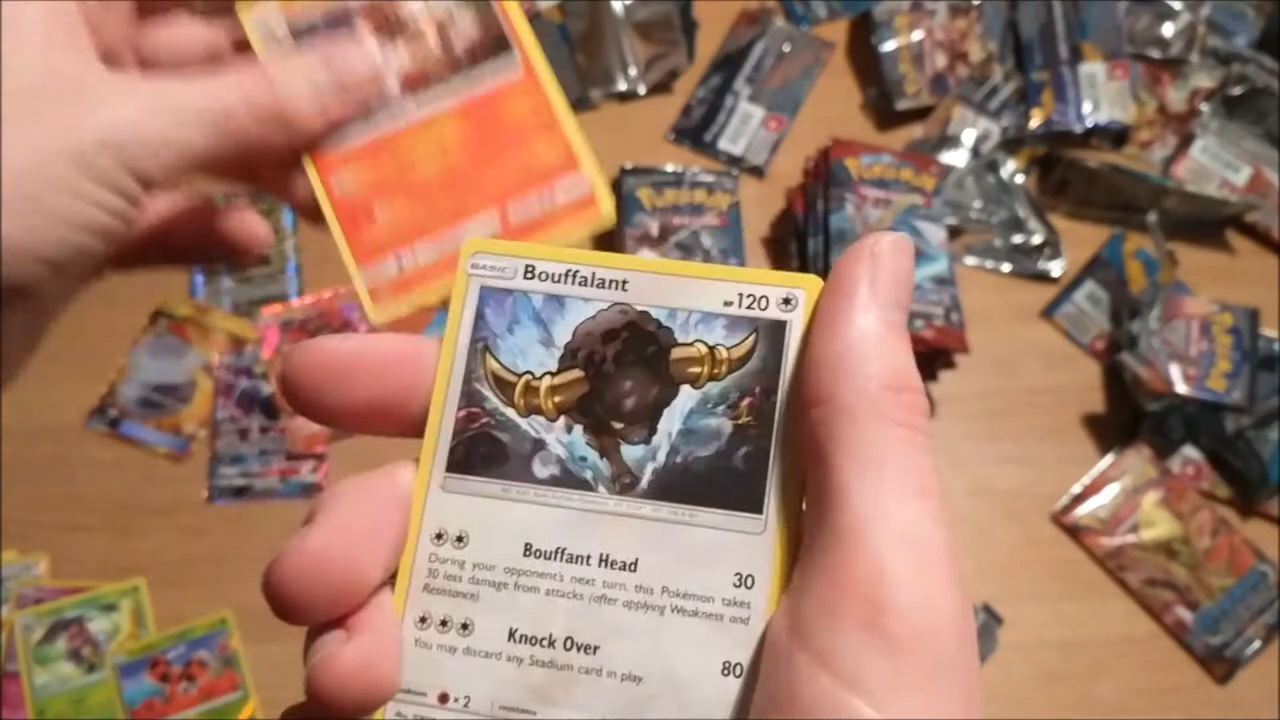 POKÉMON
POKÉMON
BASIC Bouffalant HP 120
Bouffant Head 30
During your opponent's next turn, this Pokémon takes
30 less damage from attacks (after applying Weakness and
Resistance).
Knock Over 80
You may discard any Stadium card in play.
×2 resistance